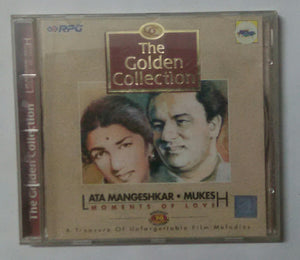 RPG
The
Golden
Collection
The Golden Collection
LATA MANGESHKAR • MUKESH
MOMENTS OF LOVE
A Treasure Of Unforgettable Film Melodies